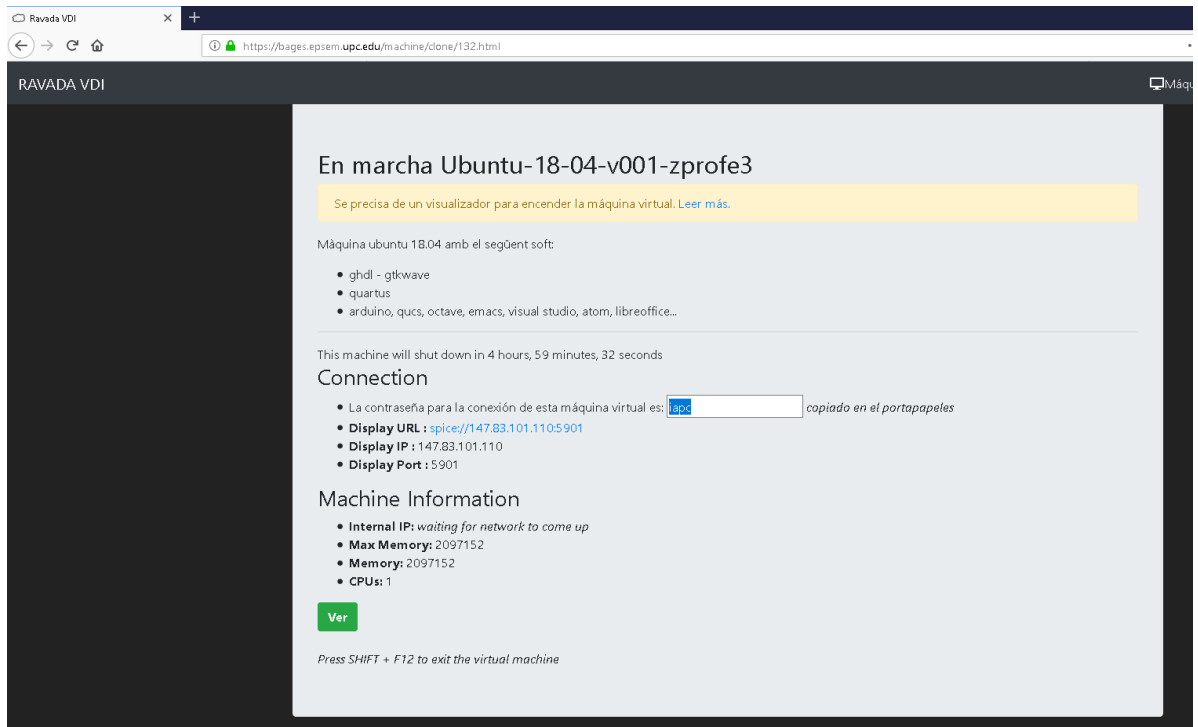 Ravada VDI
https://bages.epsem.upc.edu/machine/clone/132.html
RAVADA VDI
Máqu
En marcha Ubuntu-18-04-v001-zprofe3
Se precisa de un visualizador para encender la máquina virtual. Leer más.
Màquina ubuntu 18.04 amb el següent soft:
ghdl - gtkwave
quartus
arduino, qucs, octave, emacs, visual studio, atom, libreoffice...
This machine will shut down in 4 hours, 59 minutes, 32 seconds
Connection
La contraseña para la conexión de esta máquina virtual es: iapc copiado en el portapapeles
Display URL : spice://147.83.101.110:5901
Display IP : 147.83.101.110
Display Port : 5901
Machine Information
Internal IP: waiting for network to come up
Max Memory: 2097152
Memory: 2097152
CPUs: 1
Ver
Press SHIFT + F12 to exit the virtual machine